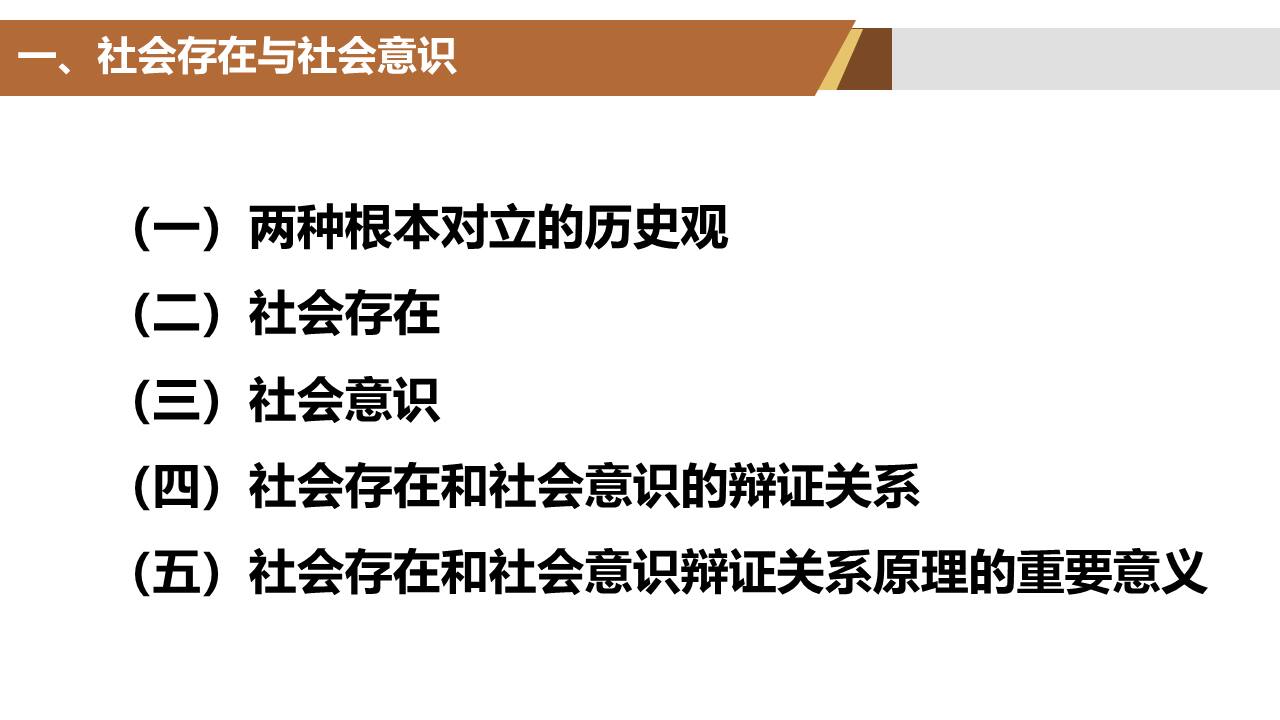 一、社会存在与社会意识
（一）两种根本对立的历史观
（二）社会存在
（三）社会意识
（四）社会存在和社会意识的辩证关系
（五）社会存在和社会意识辩证关系原理的重要意义